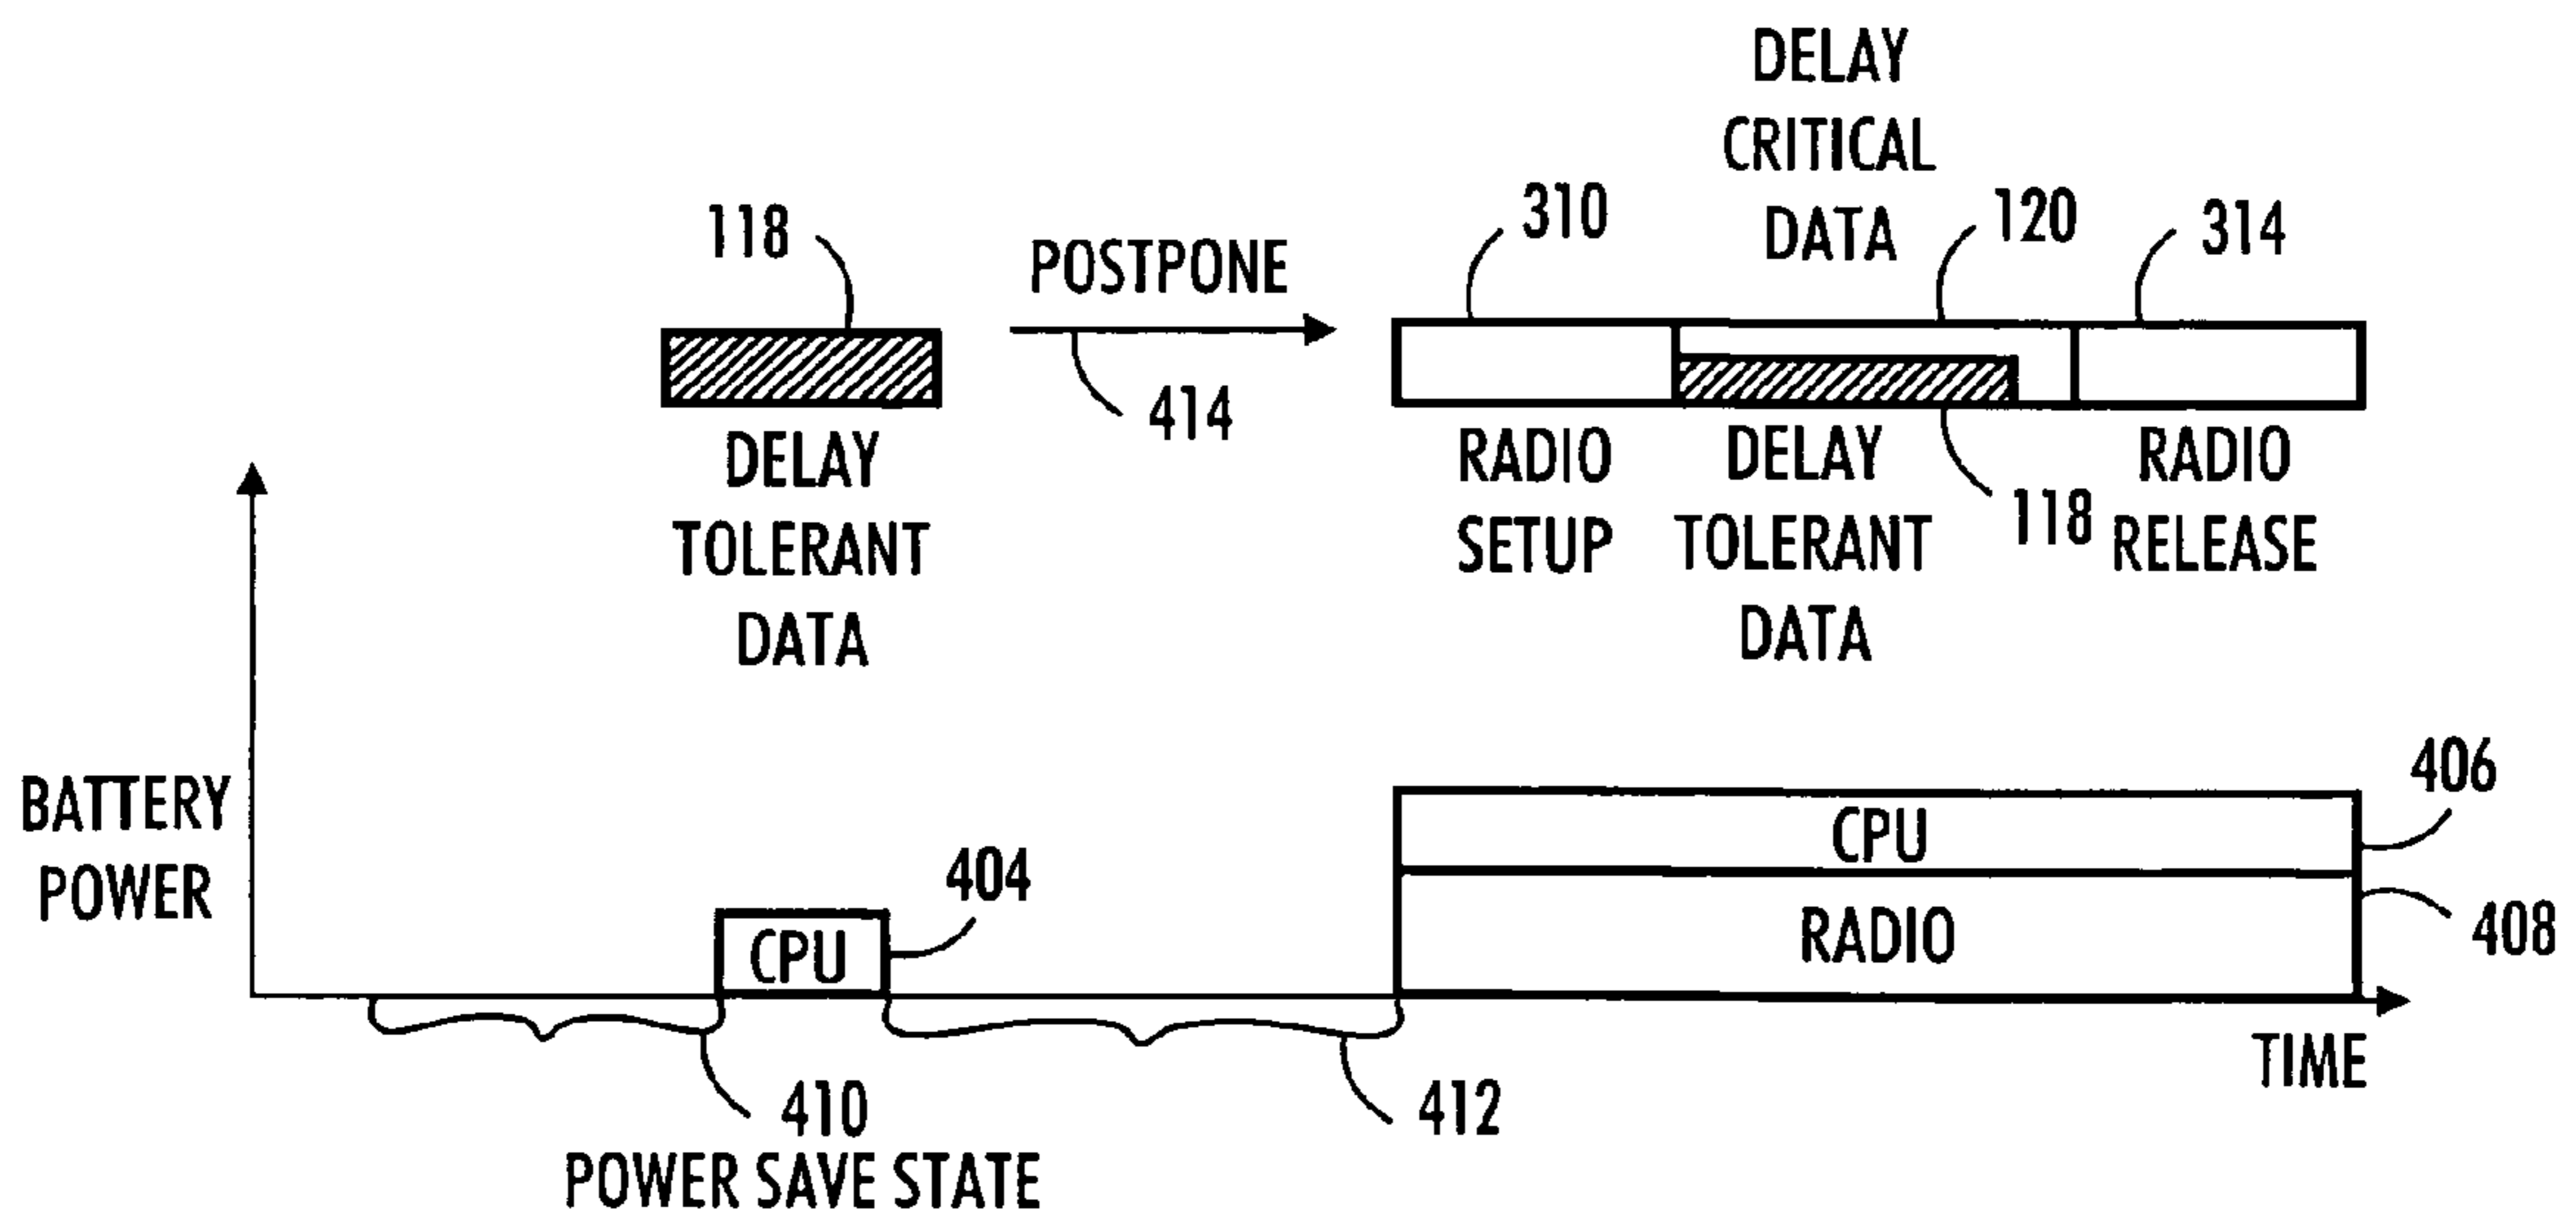 DELAY
CRITICAL
DATA
118
POSTPONE
310
120
314
414
DELAY
TOLERANT
DATA
RADIO
SETUP
DELAY
TOLERANT
DATA
118
RADIO
RELEASE
BATTERY
POWER
404
CPU
CPU
RADIO
406
408
TIME
410
POWER SAVE STATE
412